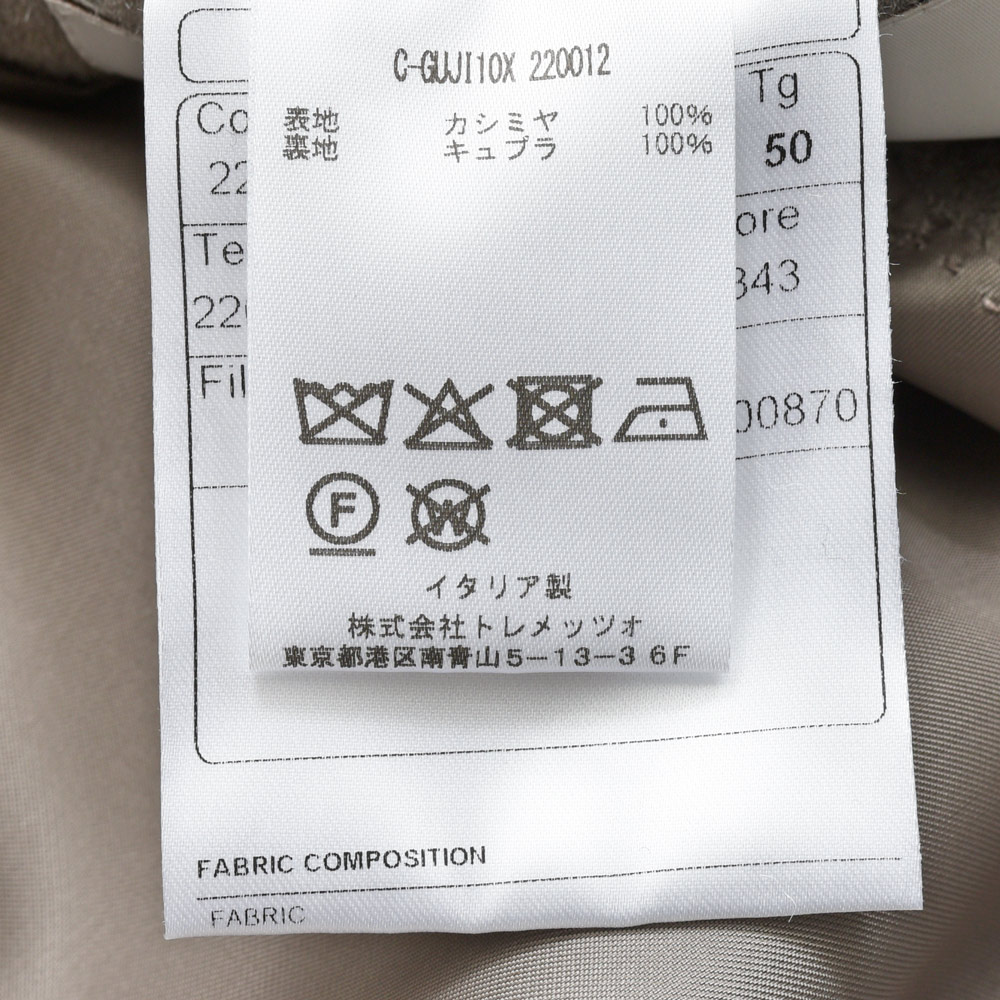 C-GUJI10X 220012
表地 カシミヤ 100%
裏地 キュプラ 100%
Tg
50
Co
22
ore
343
Te
220
Fil
00870
F
W
イタリア製
株式会社トレメッツォ
東京都港区南青山5-13-3 6F
FABRIC COMPOSITION
FABRIC